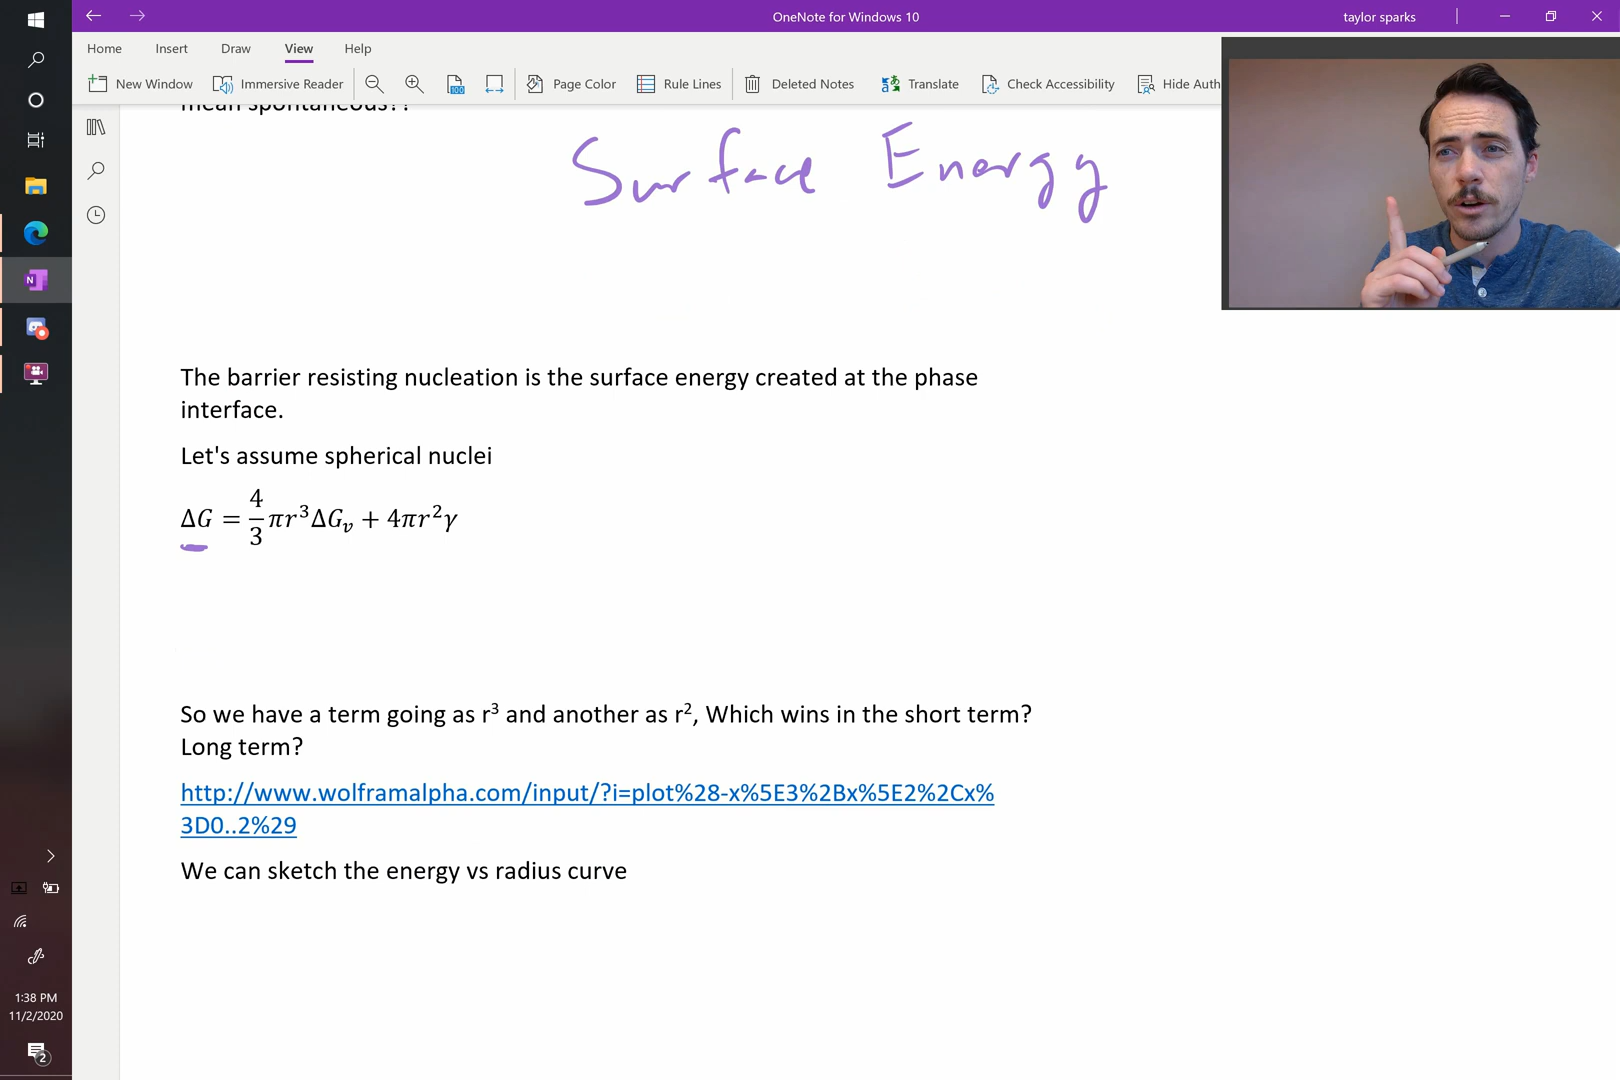 OneNote for Windows 10
taylor sparks
Home Insert Draw View Help
New Window Immersive Reader 100 Page Color Rule Lines Deleted Notes Translate Check Accessibility Hide Auth
mean spontaneous??
Surface Energy
The barrier resisting nucleation is the surface energy created at the phase
interface.
Let's assume spherical nuclei
ΔG = 4/3 πr³ΔGᵥ + 4πr²γ
So we have a term going as r³ and another as r², Which wins in the short term?
Long term?
http://www.wolframalpha.com/input/?i=plot%28-x%5E3%2Bx%5E2%2Cx%
3D0..2%29
We can sketch the energy vs radius curve
1:38 PM
11/2/2020
2